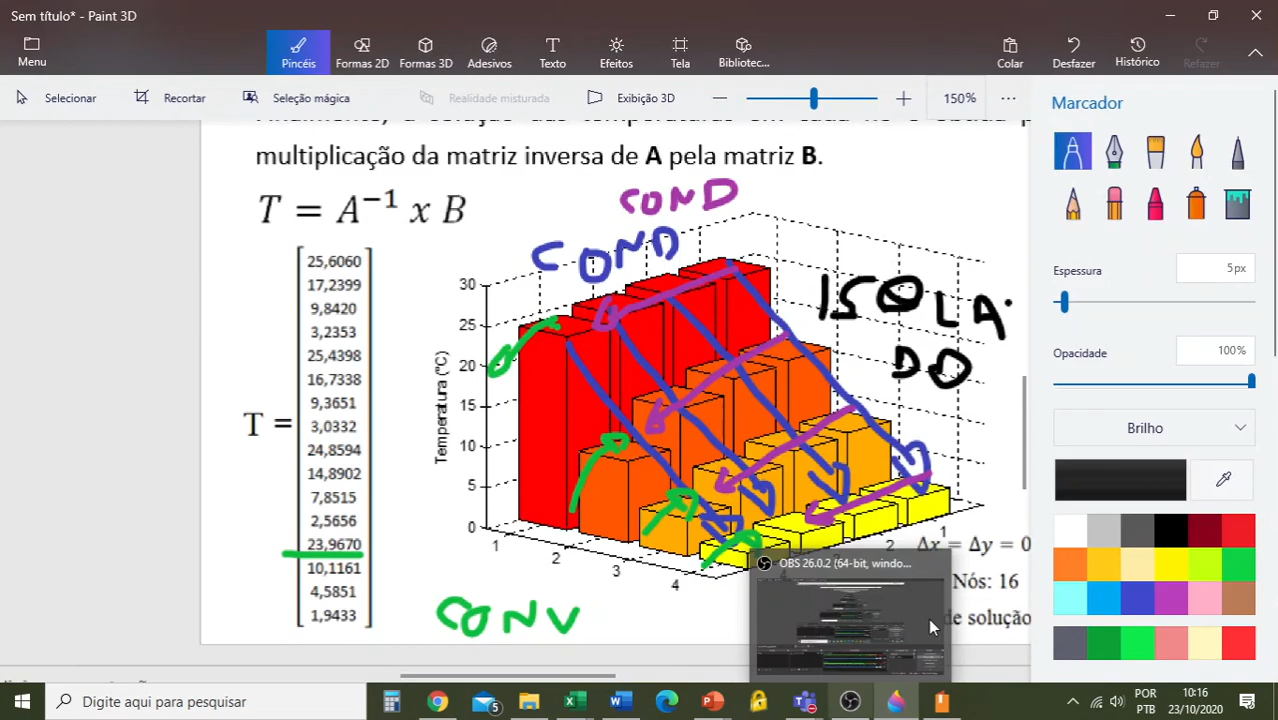 Sem título* - Paint 3D
Menu
Pincéis
Formas 2D
Formas 3D
Adesivos
Texto
Efeitos
Tela
Bibliotec...
Colar
Desfazer
Histórico
Refazer
Selecionar
Recortar
Seleção mágica
Realidade misturada
Exibição 3D
150%
Marcador
multiplicação da matriz inversa de A pela matriz B.
T = A⁻¹ x B
COND
COND
ISOLA-
DO
T =
25,6060
17,2399
9,8420
3,2353
25,4398
16,7338
9,3651
3,0332
24,8594
14,8902
7,8515
2,5656
23,9670
10,1161
4,5851
1,9433
Temperatura (ºC)
30
25
20
15
10
5
0
1
2
3
4
1
2
CONV
Δx = Δy = 0
Nós: 16
de solução
OBS 26.0.2 (64-bit, windo...
Espessura
5px
Opacidade
100%
Brilho
Digite aqui para pesquisar
5
POR
PTB
10:16
23/10/2020